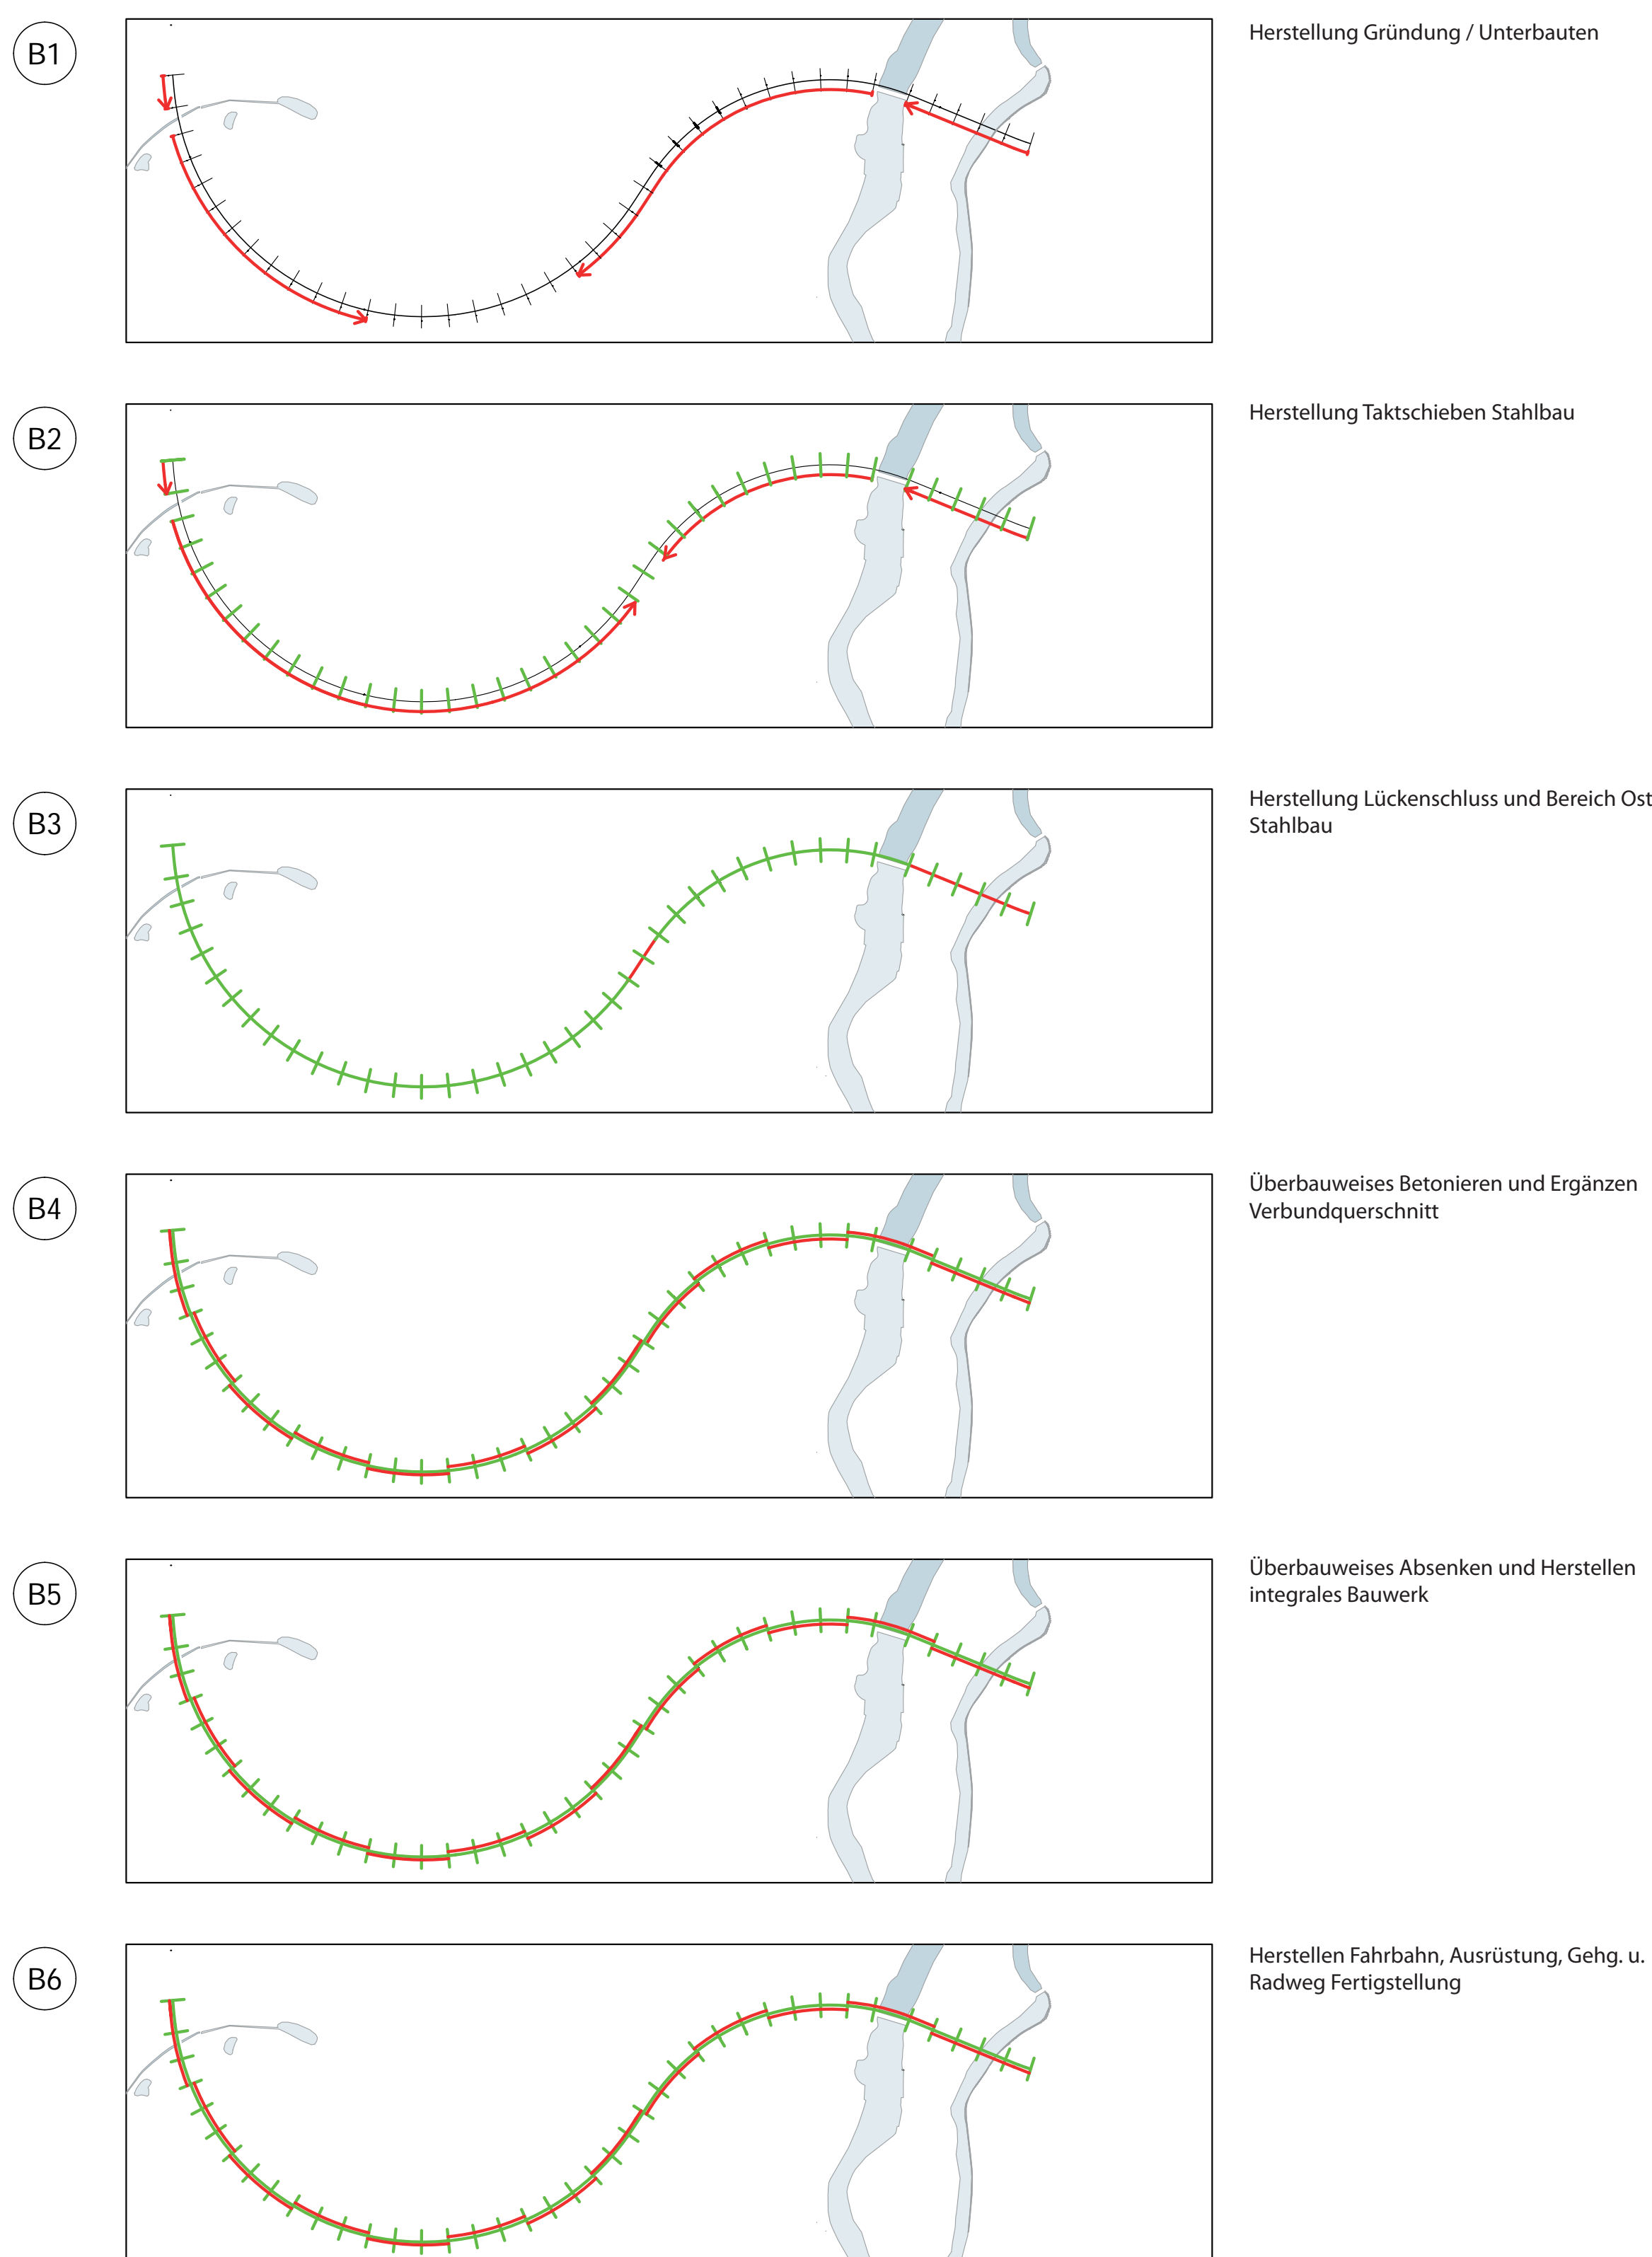 B1
Herstellung Gründung / Unterbauten
B2
Herstellung Taktschieben Stahlbau
B3
Herstellung Lückenschluss und Bereich Ost
Stahlbau
B4
Überbauweises Betonieren und Ergänzen
Verbundquerschnitt
B5
Überbauweises Absenken und Herstellen
integrales Bauwerk
B6
Herstellen Fahrbahn, Ausrüstung, Gehg. u.
Radweg Fertigstellung